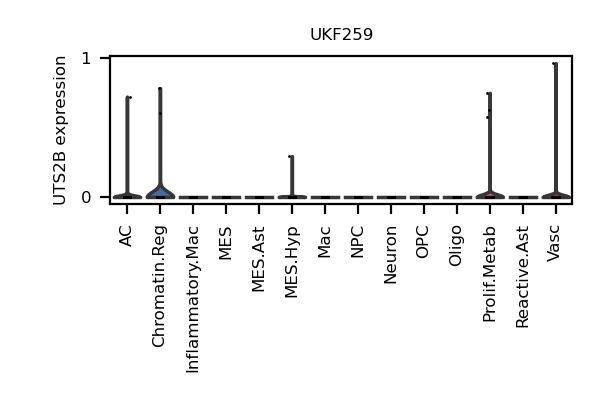 UKF259
UTS2B expression
1
0
AC
Chromatin.Reg
Inflammatory.Mac
MES
MES.Ast
MES.Hyp
Mac
NPC
Neuron
OPC
Oligo
Prolif.Metab
Reactive.Ast
Vasc